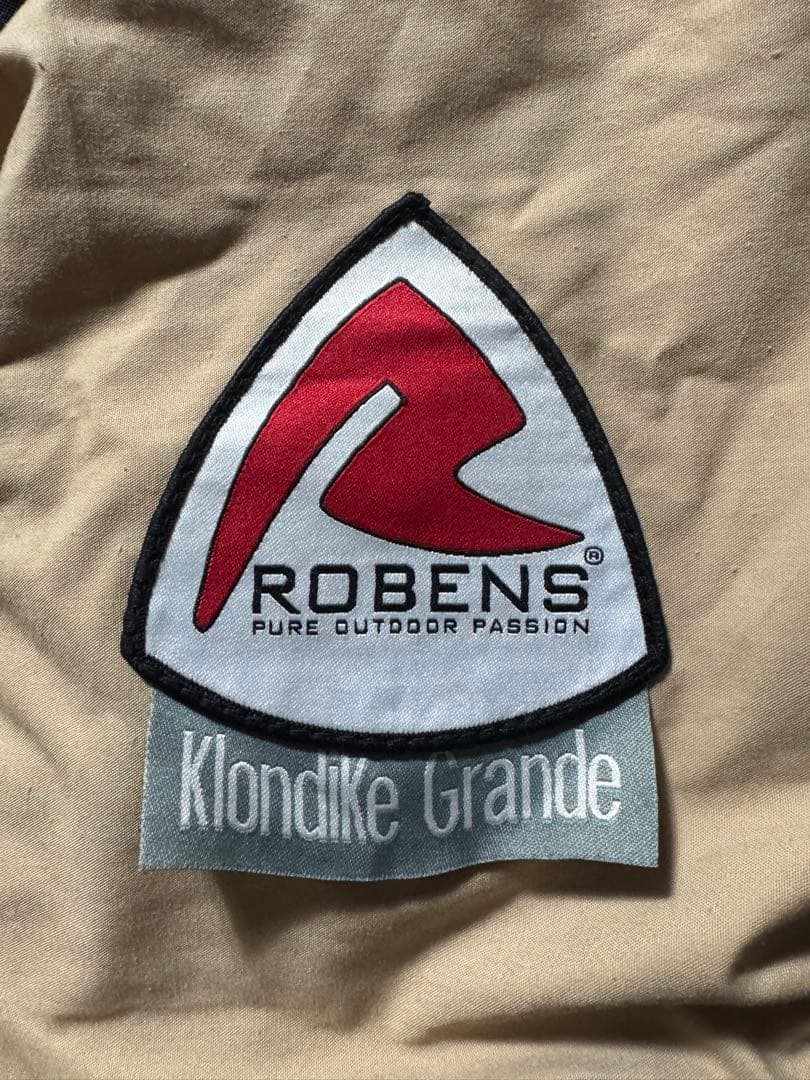 ROBENS®
PURE OUTDOOR PASSION
Klondike Grande